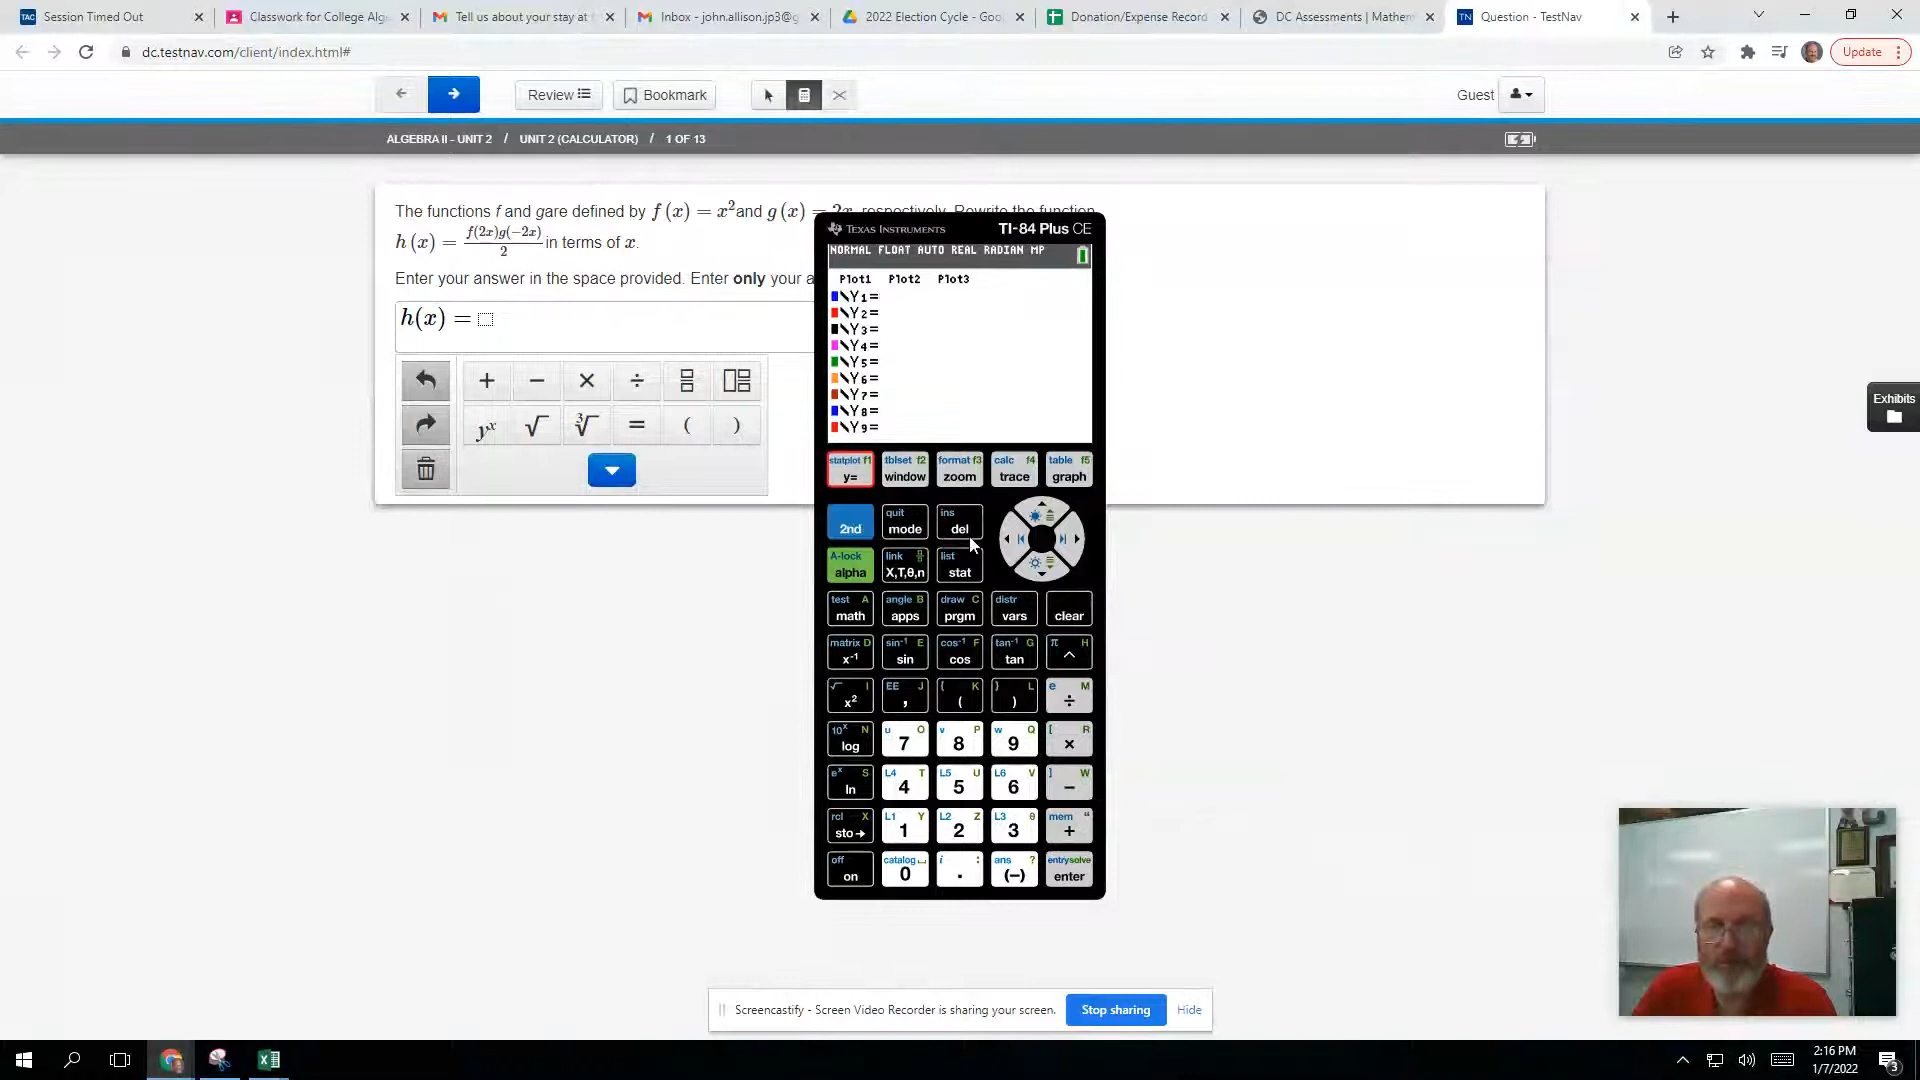 Session Timed Out
Classwork for College Alg
Tell us about your stay at
Inbox - john.allison.jp3@g
2022 Election Cycle - Goo
Donation/Expense Record
DC Assessments | Mathem
Question - TestNav
dc.testnav.com/client/index.html#
Update
Review
Bookmark
Guest
ALGEBRA II - UNIT 2 / UNIT 2 (CALCULATOR) / 1 OF 13
The functions f and gare defined by f (x) = x²and g (x) = 2x, respectively. Rewrite the function
h (x) = f(2x)g(−2x)/2 in terms of x.
Enter your answer in the space provided. Enter only your a
h(x) =
+ − × ÷
yˣ √ ∛ = ( )
Exhibits
TEXAS INSTRUMENTS TI-84 Plus CE
NORMAL FLOAT AUTO REAL RADIAN MP
Plot1 Plot2 Plot3
\Y1=
\Y2=
\Y3=
\Y4=
\Y5=
\Y6=
\Y7=
\Y8=
\Y9=
statplot f1 tblset f2 format f3 calc f4 table f5
y= window zoom trace graph
quit ins
2nd mode del
A-lock link list
alpha X,T,θ,n stat
test A angle B draw C distr
math apps prgm vars clear
matrix D sin⁻¹ E cos⁻¹ F tan⁻¹ G π H
x⁻¹ sin cos tan ^
√ I EE J { K } L e M
x² , ( ) ÷
10ˣ N u O v P w Q [ R
log 7 8 9 ×
eˣ S L4 T L5 U L6 V ] W
ln 4 5 6 −
rcl X L1 Y L2 Z L3 θ mem "
sto→ 1 2 3 +
off catalog i : ans ? entry solve
on 0 . (−) enter
Screencastify - Screen Video Recorder is sharing your screen.
Stop sharing
Hide
2:16 PM
1/7/2022
3